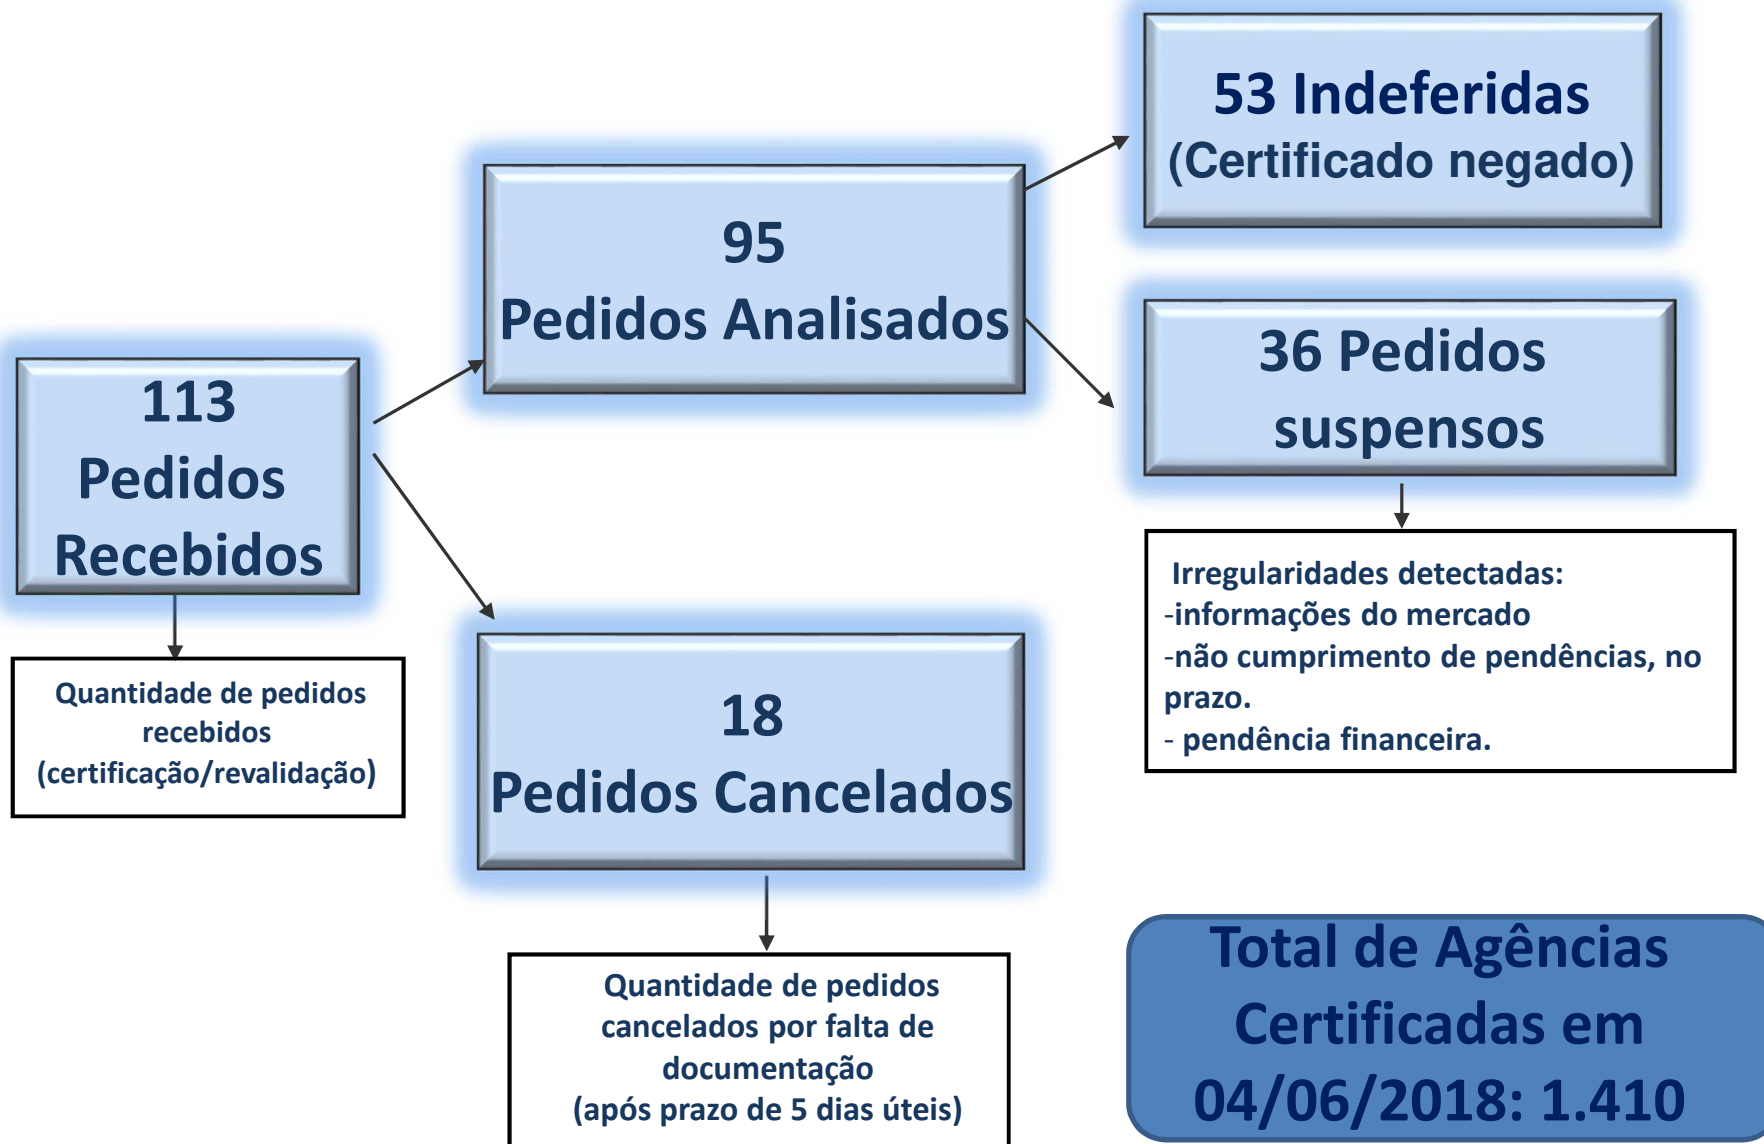 53 Indeferidas
(Certificado negado)
95
Pedidos Analisados
36 Pedidos
suspensos
113
Pedidos
Recebidos
Irregularidades detectadas:
-informações do mercado
-não cumprimento de pendências, no
prazo.
- pendência financeira.
Quantidade de pedidos
recebidos
(certificação/revalidação)
18
Pedidos Cancelados
Quantidade de pedidos
cancelados por falta de
documentação
(após prazo de 5 dias úteis)
Total de Agências
Certificadas em
04/06/2018: 1.410